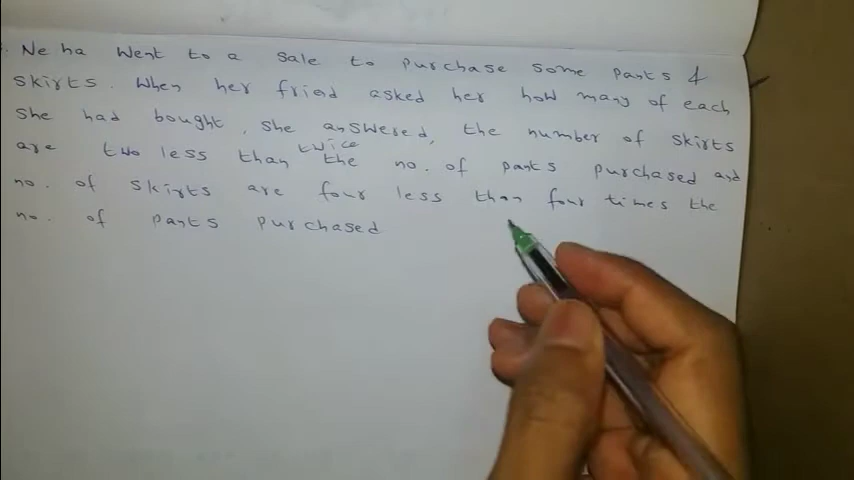 Neha went to a sale to purchase some pants &
skirts. When her friend asked her how many of each
she had bought, she answered, the number of skirts
are two less than twice the no. of pants purchased and
no. of skirts are four less than four times the
no. of pants purchased